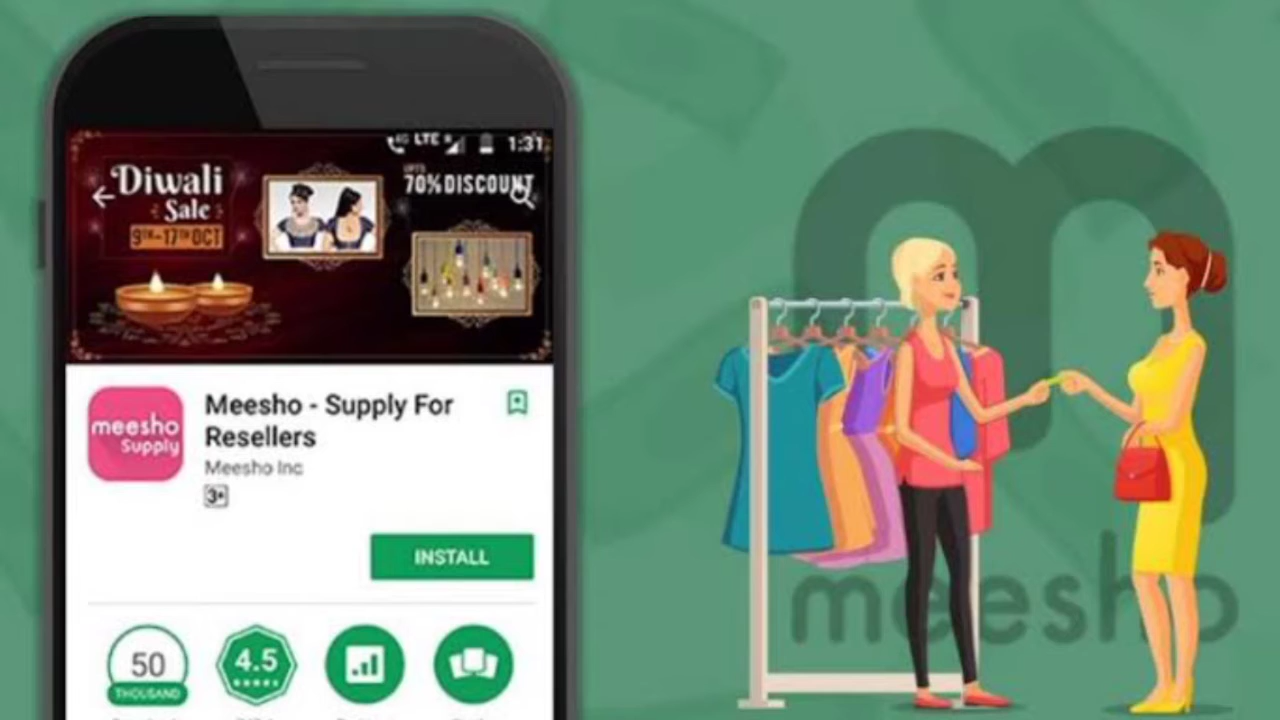 LTE
1:31
Diwali
Sale
9TH-17TH OCT
UPTO
70% DISCOUNT
meesho
Supply
Meesho - Supply For
Resellers
Meesho Inc
3+
INSTALL
50
THOUSAND
4.5
meesho